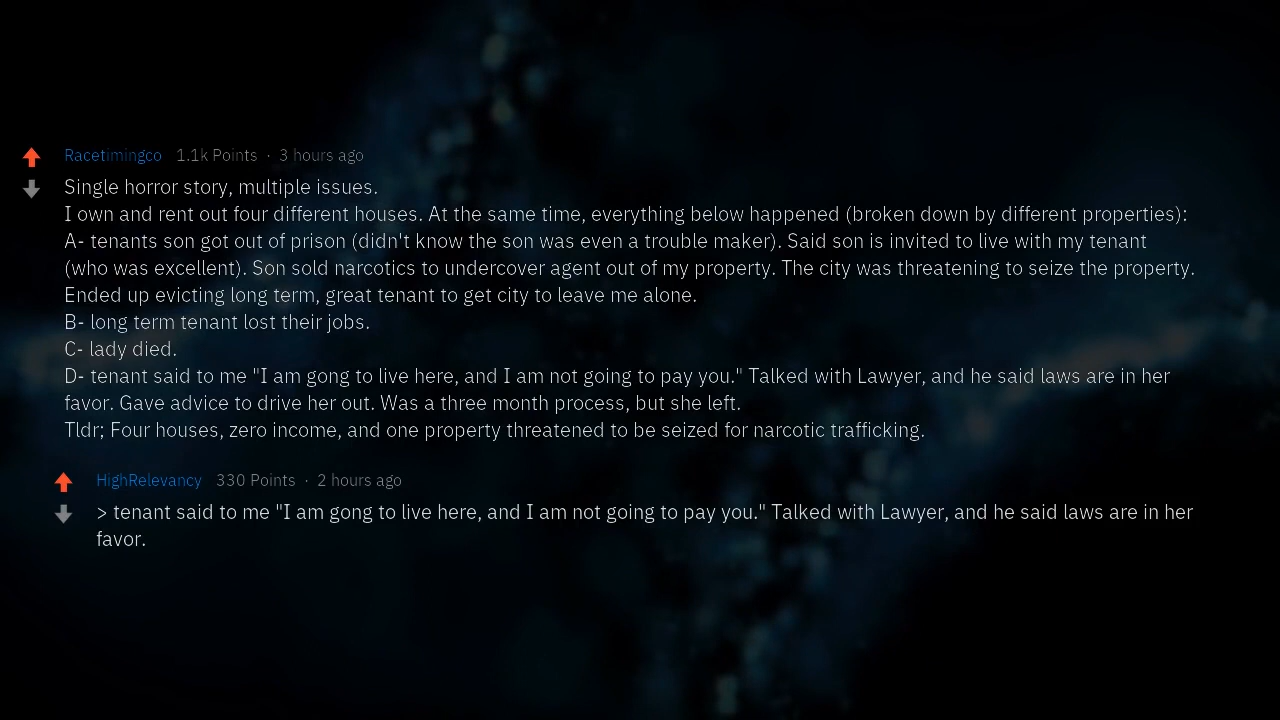 Racetimingco 1.1k Points · 3 hours ago
Single horror story, multiple issues.
I own and rent out four different houses. At the same time, everything below happened (broken down by different properties):
A- tenants son got out of prison (didn't know the son was even a trouble maker). Said son is invited to live with my tenant
(who was excellent). Son sold narcotics to undercover agent out of my property. The city was threatening to seize the property.
Ended up evicting long term, great tenant to get city to leave me alone.
B- long term tenant lost their jobs.
C- lady died.
D- tenant said to me "I am gong to live here, and I am not going to pay you." Talked with Lawyer, and he said laws are in her
favor. Gave advice to drive her out. Was a three month process, but she left.
Tldr; Four houses, zero income, and one property threatened to be seized for narcotic trafficking.
HighRelevancy 330 Points · 2 hours ago
> tenant said to me "I am gong to live here, and I am not going to pay you." Talked with Lawyer, and he said laws are in her
favor.